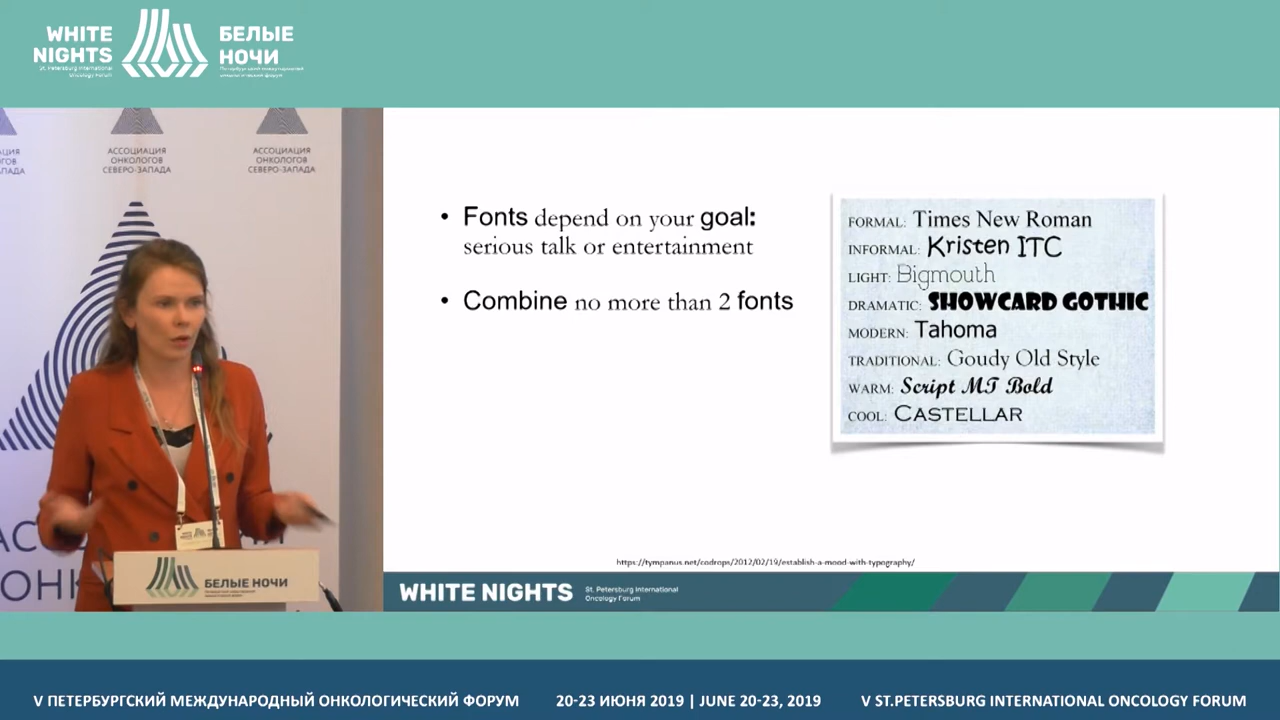 WHITE
NIGHTS
St. Petersburg International
Oncology Forum
БЕЛЫЕ
НОЧИ
Петербургский международный
онкологический форум
АССОЦИАЦИЯ
ОНКОЛОГОВ
СЕВЕРО-ЗАПАДА
АССОЦИАЦИЯ
ОНКОЛОГОВ
СЕВЕРО-ЗАПАДА
• Fonts depend on your goal:
serious talk or entertainment
• Combine no more than 2 fonts
FORMAL: Times New Roman
INFORMAL: Kristen ITC
LIGHT: Bigmouth
DRAMATIC: SHOWCARD GOTHIC
MODERN: Tahoma
TRADITIONAL: Goudy Old Style
WARM: Script MT Bold
COOL: CASTELLAR
https://tympanus.net/codrops/2012/02/19/establish-a-mood-with-typography/
WHITE NIGHTS
St. Petersburg International
Oncology Forum
БЕЛЫЕ НОЧИ
V ПЕТЕРБУРГСКИЙ МЕЖДУНАРОДНЫЙ ОНКОЛОГИЧЕСКИЙ ФОРУМ 20-23 ИЮНЯ 2019 | JUNE 20-23, 2019 V ST.PETERSBURG INTERNATIONAL ONCOLOGY FORUM